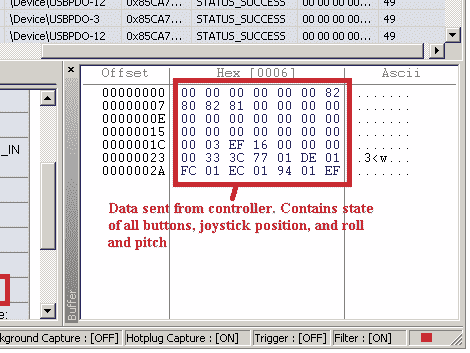 \Device\USBPDO-12 0x85CA7... STATUS_SUCCESS 00 00 00 00... 49
\Device\USBPDO-3 0x85CA7... STATUS_SUCCESS 00 00 00 00... 49
\Device\USBPDO-12 0x85CA7... STATUS_SUCCESS 00 00 00 00... 49
Offset Hex [0006] Ascii
00000000 00 00 00 00 00 00 82 .......
00000007 80 82 81 00 00 00 00 .......
0000000E 00 00 00 00 00 00 00 .......
00000015 00 00 00 00 00 00 00 .......
0000001C 00 03 EF 16 00 00 00 .......
00000023 00 33 3C 77 01 DE 01 .3<w...
0000002A FC 01 EC 01 94 01 EF .......
_IN
Data sent from controller. Contains state
of all buttons, joystick position, and roll
and pitch
Buffer
e:
kground Capture : [OFF] Hotplug Capture : [ON] Trigger : [OFF] Filter : [ON]